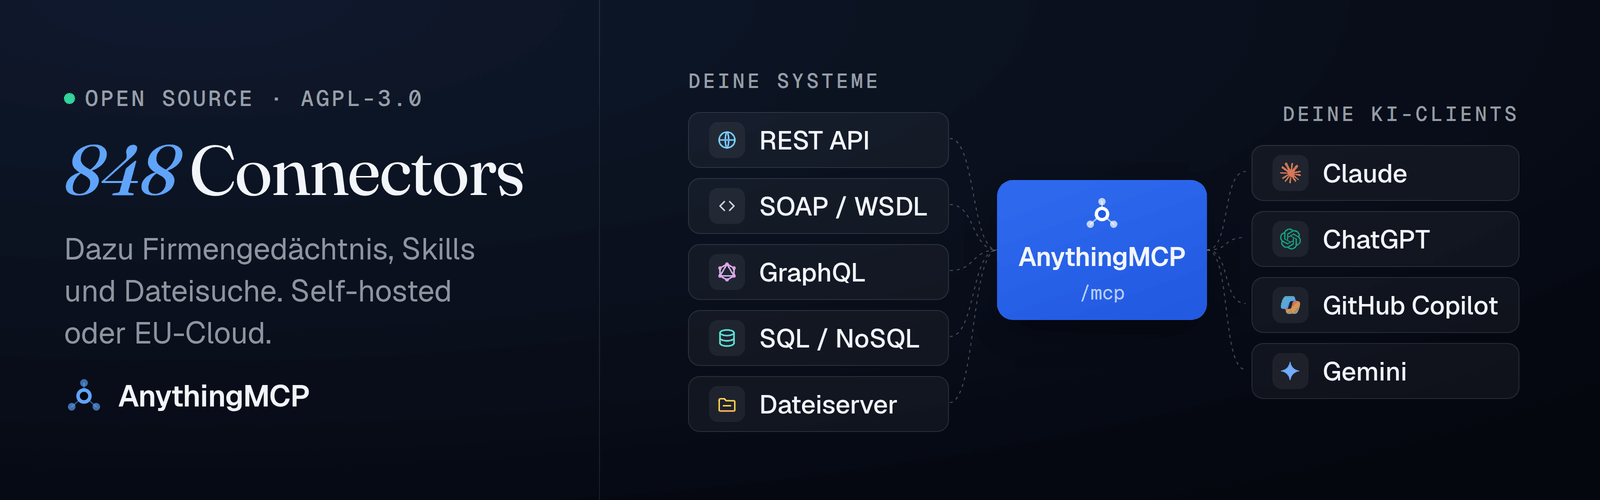 OPEN SOURCE · AGPL-3.0
848 Connectors
Dazu Firmengedächtnis, Skills
und Dateisuche. Self-hosted
oder EU-Cloud.
AnythingMCP
DEINE SYSTEME
REST API
SOAP / WSDL
GraphQL
SQL / NoSQL
Dateiserver
AnythingMCP
/mcp
DEINE KI-CLIENTS
Claude
ChatGPT
GitHub Copilot
Gemini